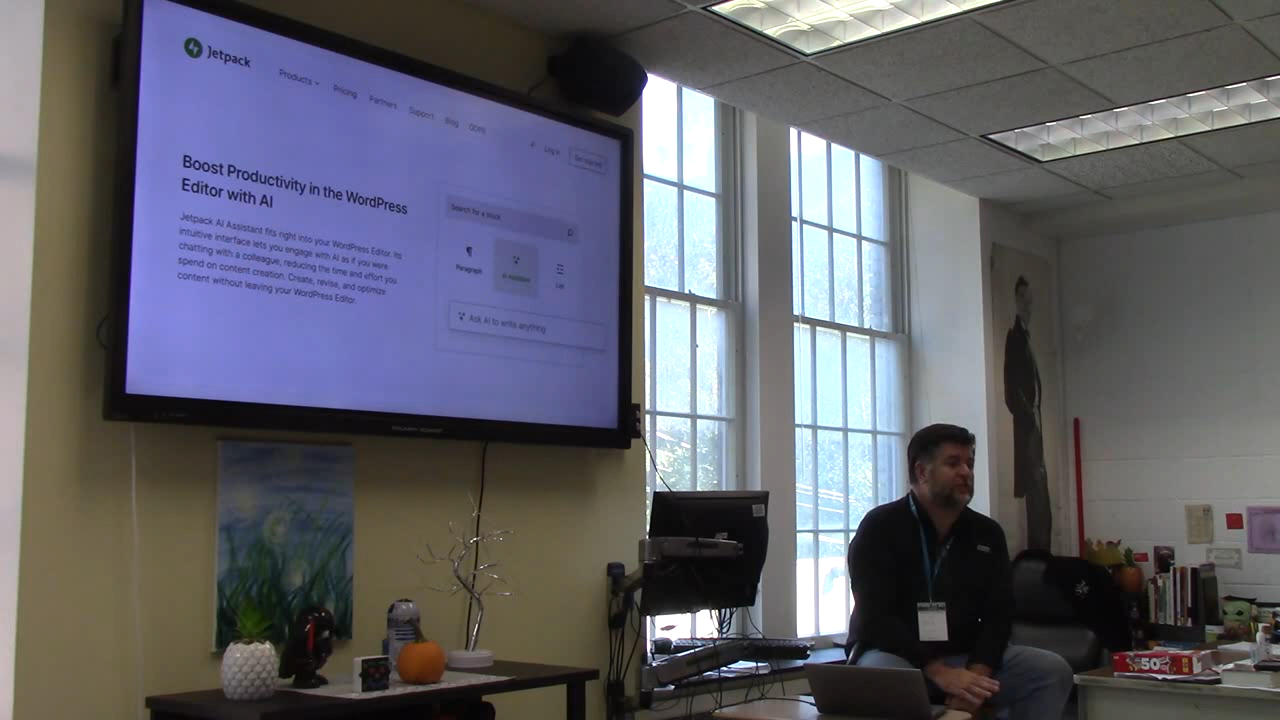 Jetpack
Products
Pricing
Partners
Support
Blog
Log in
Get started
Boost Productivity in the WordPress
Editor with AI
Jetpack AI Assistant fits right into your WordPress Editor. Its
intuitive interface lets you engage with AI as if you were
chatting with a colleague, reducing the time and effort you
spend on content creation. Create, revise, and optimize
content without leaving your WordPress Editor.
Search for a block
Paragraph
AI Assistant
List
Ask AI to write anything
50